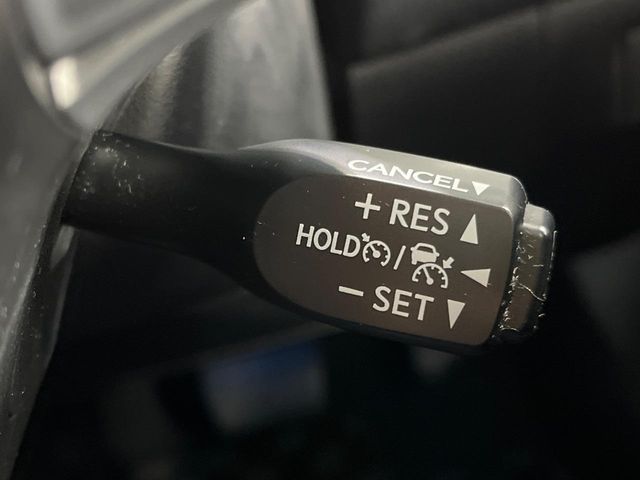 CANCEL
+ RES
HOLD /
- SET